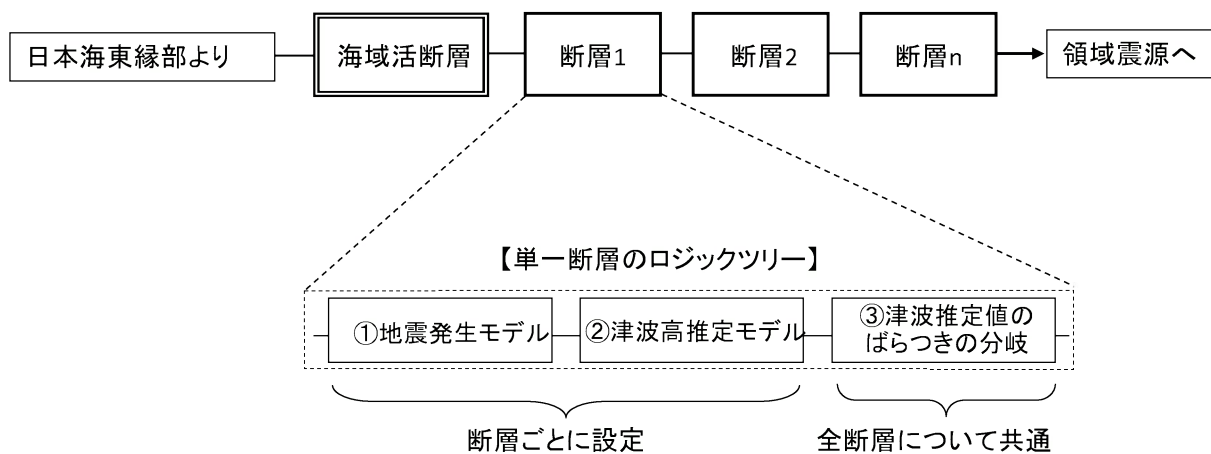 日本海東縁部より
海域活断層
断層1
断層2
断層n
領域震源へ
【単一断層のロジックツリー】
①地震発生モデル
②津波高推定モデル
③津波推定値の
ばらつきの分岐
断層ごとに設定
全断層について共通